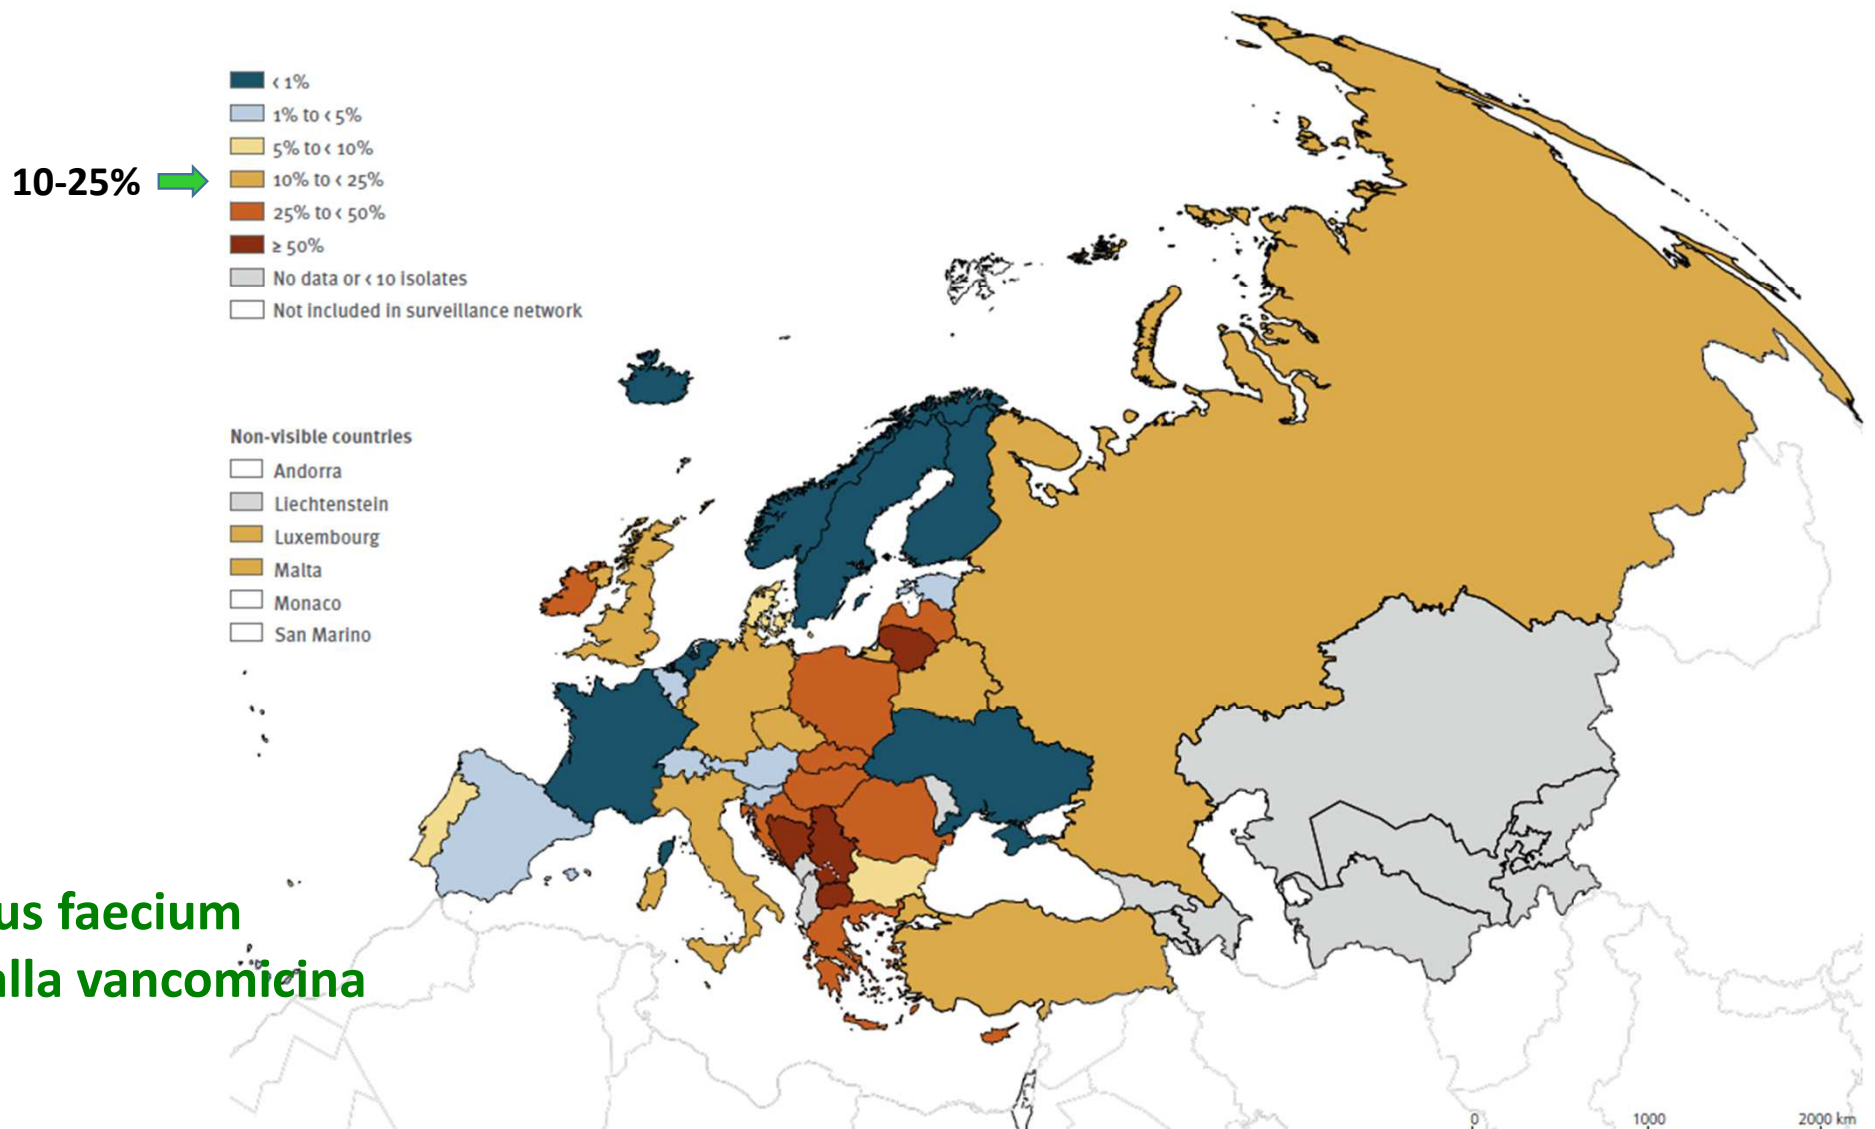 < 1%
1% to < 5%
5% to < 10%
10-25%
10% to < 25%
25% to < 50%
≥ 50%
No data or < 10 isolates
Not included in surveillance network
Non-visible countries
Andorra
Liechtenstein
Luxembourg
Malta
Monaco
San Marino
us faecium
alla vancomicina
0 1000 2000 km